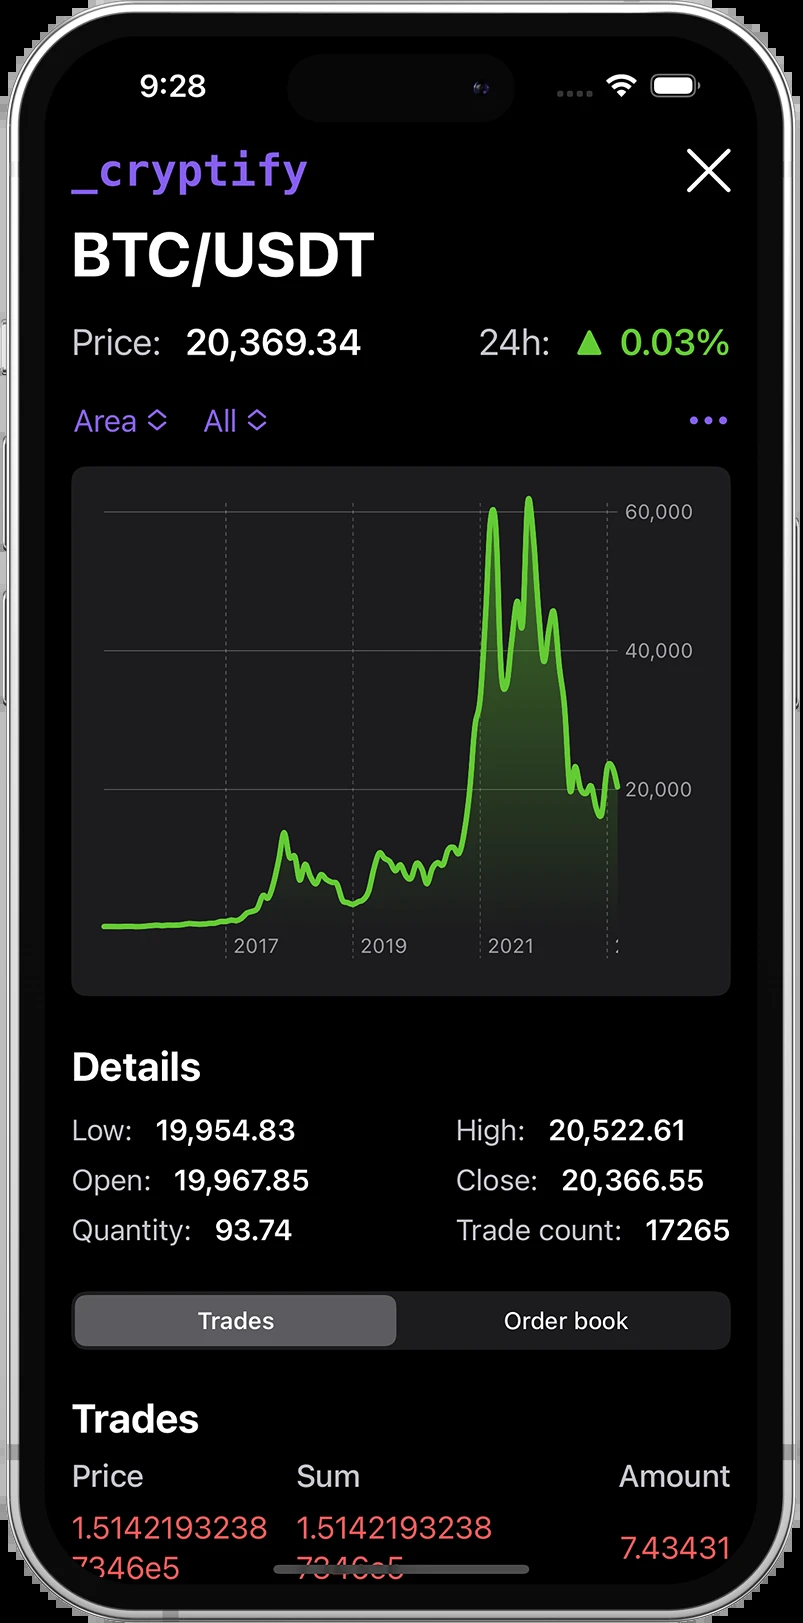 9:28
_cryptify
BTC/USDT
Price: 20,369.34 24h: ▲ 0.03%
Area All
60,000
40,000
20,000
2017 2019 2021
Details
Low: 19,954.83 High: 20,522.61
Open: 19,967.85 Close: 20,366.55
Quantity: 93.74 Trade count: 17265
Trades Order book
Trades
Price Sum Amount
1.5142193238 1.5142193238
7.43431
7346e5 7346e5